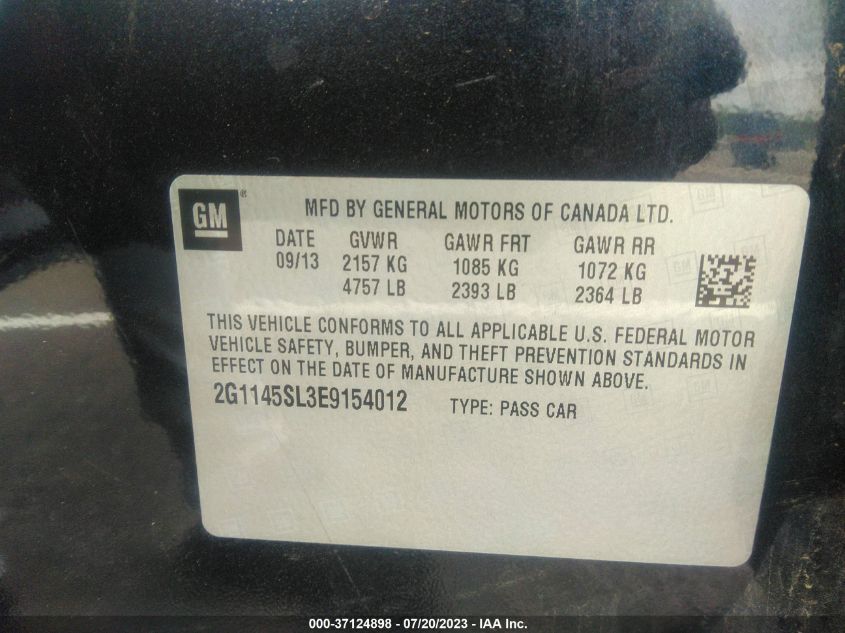 GM ®
MFD BY GENERAL MOTORS OF CANADA LTD.
DATE GVWR GAWR FRT GAWR RR
09/13 2157 KG 1085 KG 1072 KG
4757 LB 2393 LB 2364 LB
THIS VEHICLE CONFORMS TO ALL APPLICABLE U.S. FEDERAL MOTOR
VEHICLE SAFETY, BUMPER, AND THEFT PREVENTION STANDARDS IN
EFFECT ON THE DATE OF MANUFACTURE SHOWN ABOVE.
2G1145SL3E9154012 TYPE: PASS CAR
000-37124898 - 07/20/2023 - IAA Inc.